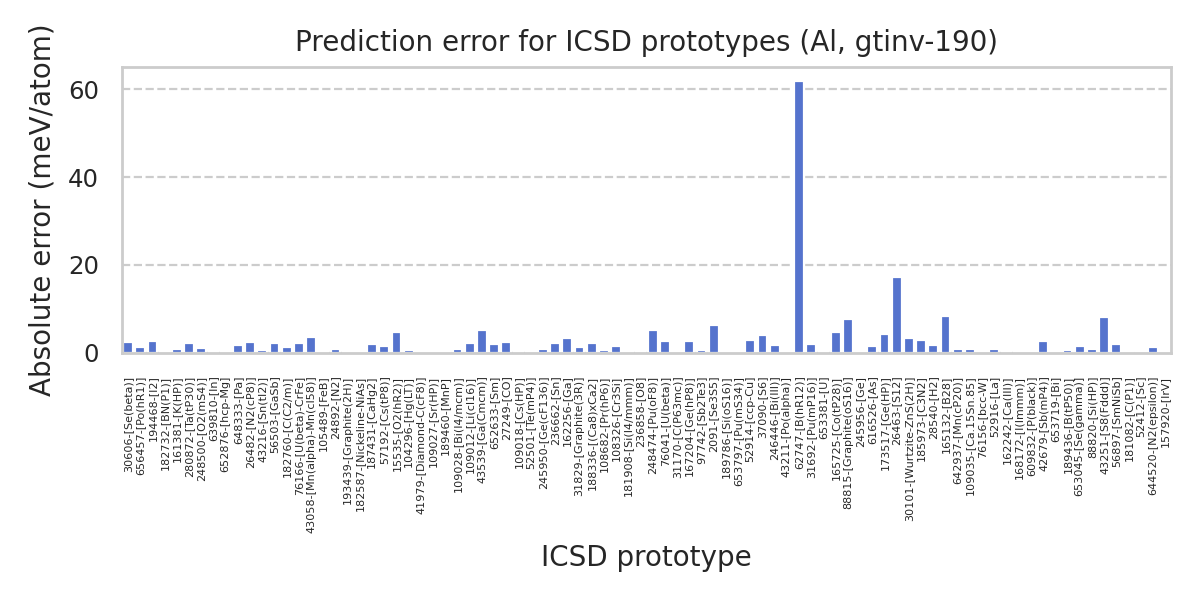 Prediction error for ICSD prototypes (Al, gtinv-190)
Absolute error (meV/atom)
60
40
20
0
306006-[Se(beta)]
656457-[Po(hR1)]
194468-[I2]
182732-[BN(P1)]
16381-[K(HP)]
280872-[Ta(tP30)]
248500-[O2(mS4)]
639810-[In]
652876-[hcp-Mg]
648333-[Pa]
26482-[N2(cP8)]
43216-[Sn(tI2)]
56503-[GaSb]
182760-[C(C2/m)]
76166-[U(beta)-CrFe]
43058-[Mn(alpha)-Mn(cI58)]
105489-[FeB]
24892-[N2]
193439-[Graphite(2H)]
182587-[Nickeline-NiAs]
187431-[CaHg2]
57192-[Cs(tP8)]
15535-[O2(hR2)]
104296-[Hg(LT)]
41979-[Diamond-C(cF8)]
109027-[Sr(HP)]
189460-[MnP]
109028-[Bi(I4/mcm)]
109012-[Li(cI16)]
43539-[Ga(Cmcm)]
652633-[Sm]
27249-[CO]
109018-[Cs(HP)]
52501-[Te(mP4)]
245950-[Ge(cF136)]
236662-[Sn]
162256-[Ga]
31829-[Graphite(3R)]
188336-[(Ca8)xCa2]
108682-[Pr(hP6)]
108326-[Cr3Si]
181908-[Si(I4/mmm)]
236858-[O8]
248474-[Pu(oF8)]
76041-[U(beta)]
31170-[C(P63mc)]
167204-[Ge(hP8)]
97742-[Sb2Te3]
2091-[Se3S5]
189786-[Si(oS16)]
653797-[Pu(mS34)]
52914-[ccp-Cu]
37090-[S6]
246446-[Bi(III)]
43211-[Po(alpha)]
62747-[B(hR12)]
31692-[Pu(mP16)]
653381-[U]
165725-[Co(tP28)]
88815-[Graphite(oS16)]
245956-[Ge]
616526-[As]
173517-[Ge(HP)]
26463-[S12]
30101-[Wurtzite-ZnS(2H)]
185973-[C3N2]
28540-[H2]
165132-[B28]
642937-[Mn(cP20)]
109035-[Ca.15Sn.85]
76156-[bcc-W]
52916-[La]
162242-[Ca(III)]
168172-[I(Immm)]
609832-[P(black)]
42679-[Sb(mP4)]
653719-[Bi]
189436-[B(tP50)]
653045-[Se(gamma)]
88820-[Si(HP)]
43251-[S8(Fddd)]
56897-[SmNiSb]
181082-[C(P1)]
52412-[Sc]
644520-[N2(epsilon)]
157920-[IrV]
ICSD prototype